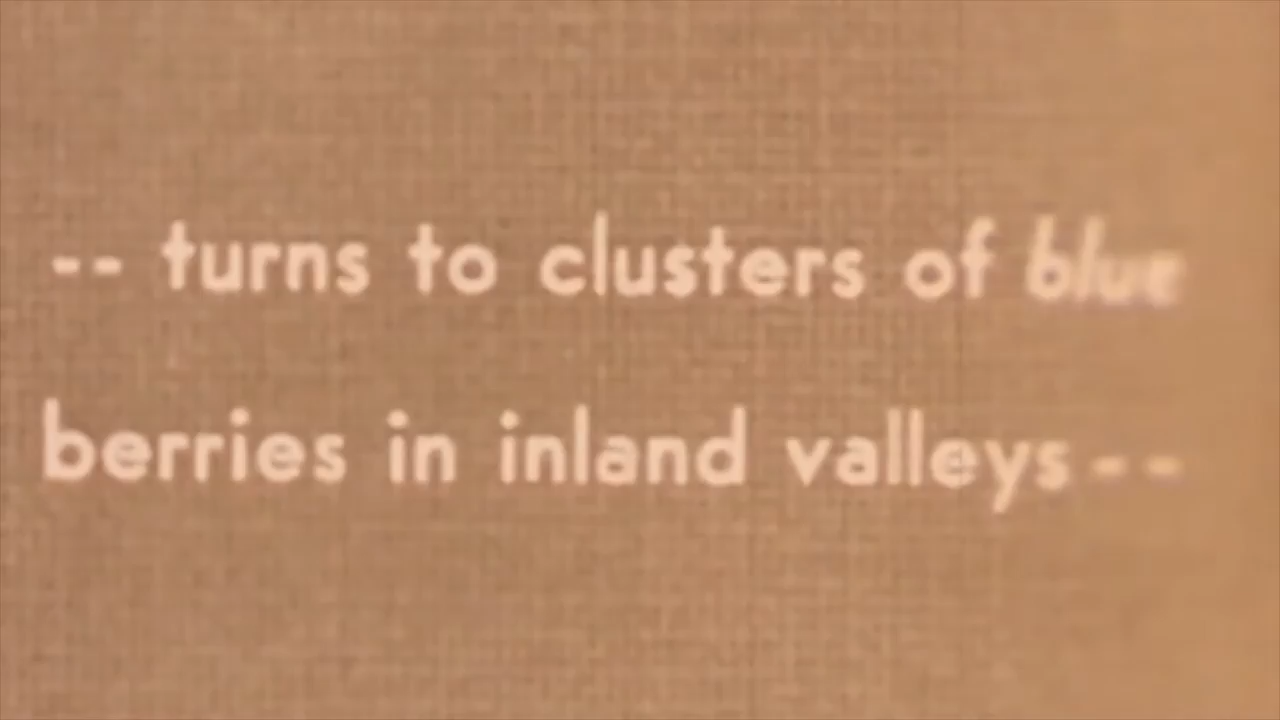 -- turns to clusters of blue
berries in inland valleys --